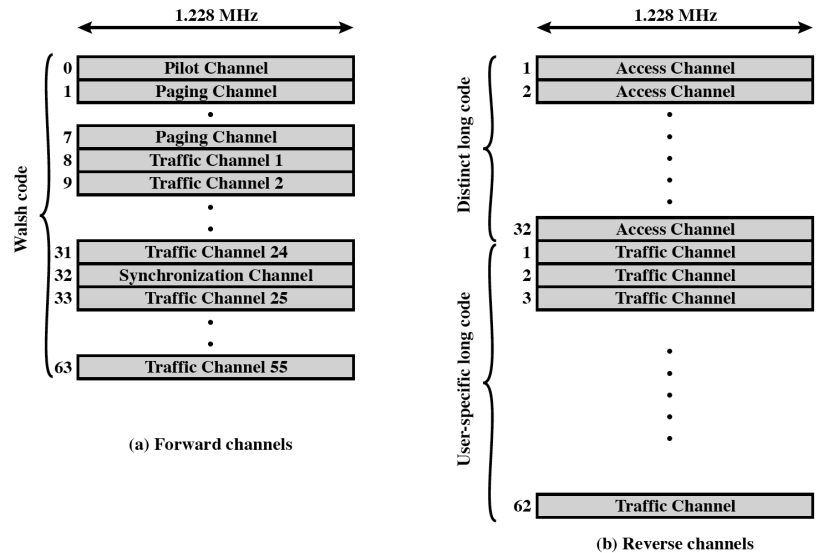 1.228 MHz
Walsh code
0 Pilot Channel
1 Paging Channel
7 Paging Channel
8 Traffic Channel 1
9 Traffic Channel 2
31 Traffic Channel 24
32 Synchronization Channel
33 Traffic Channel 25
63 Traffic Channel 55
(a) Forward channels
1.228 MHz
Distinct long code
1 Access Channel
2 Access Channel
32 Access Channel
User-specific long code
1 Traffic Channel
2 Traffic Channel
3 Traffic Channel
62 Traffic Channel
(b) Reverse channels